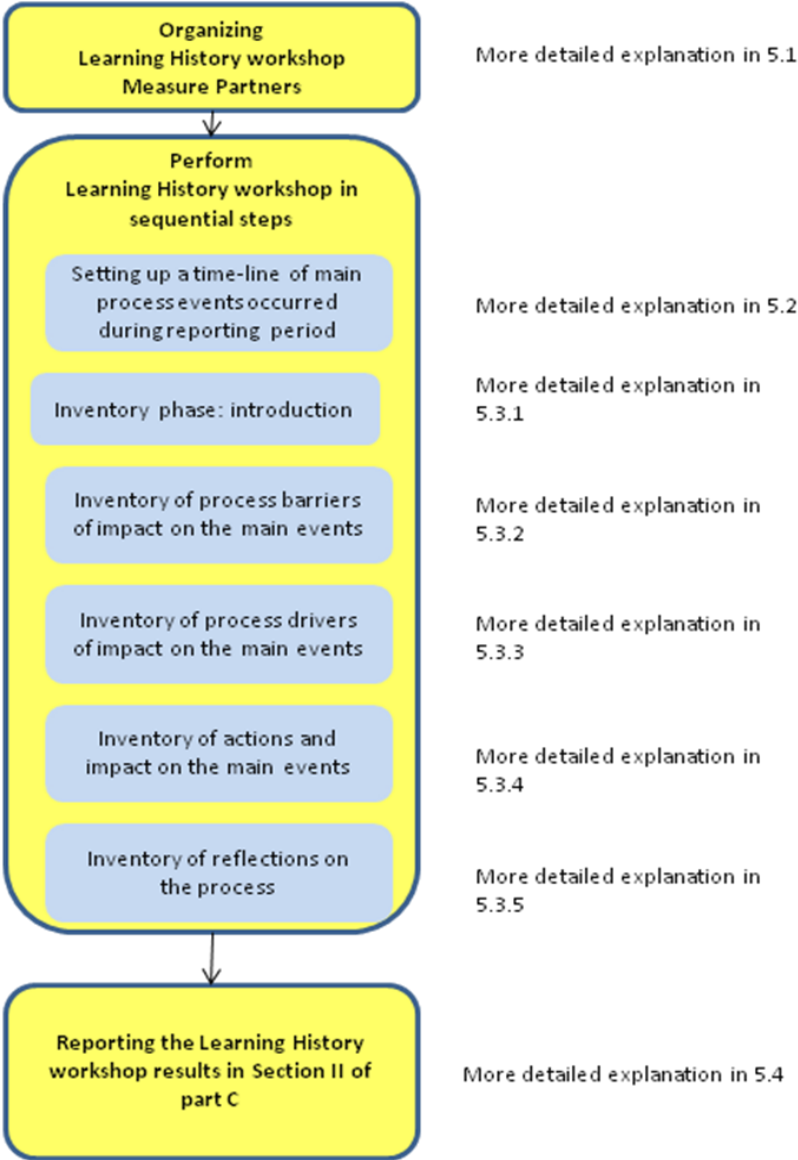 Organizing
Learning History workshop
Measure Partners
More detailed explanation in 5.1
Perform
Learning History workshop in
sequential steps
Setting up a time-line of main
process events occurred
during reporting period
More detailed explanation in 5.2
Inventory phase: introduction
More detailed explanation in
5.3.1
Inventory of process barriers
of impact on the main events
More detailed explanation in
5.3.2
Inventory of process drivers
of impact on the main events
More detailed explanation in
5.3.3
Inventory of actions and
impact on the main events
More detailed explanation in
5.3.4
Inventory of reflections on
the process
More detailed explanation in
5.3.5
Reporting the Learning History
workshop results in Section II of
part C
More detailed explanation in 5.4